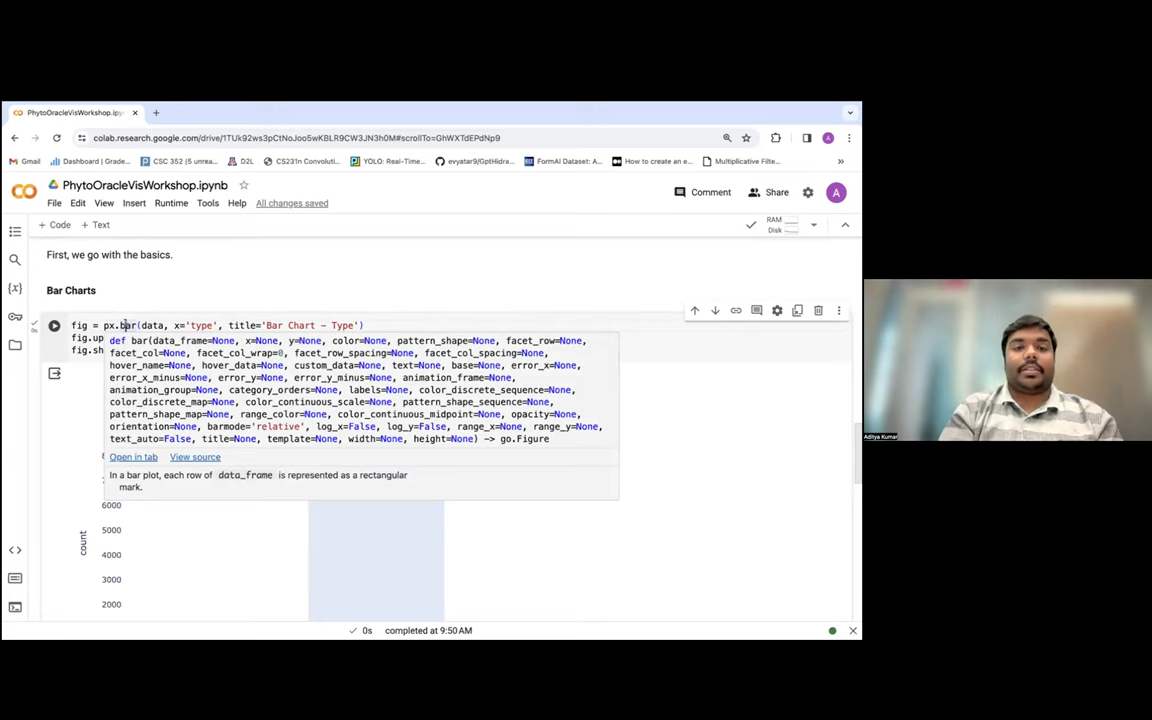 PhytoOracleVisWorkshop.ipy
colab.research.google.com/drive/1TUk92ws3pCtNoJoo5wKBLR9CW3JN3h0M#scrollTo=GhWXTdEPdNp9
Gmail
Dashboard | Grade...
CSC 352 (5 unrea...
D2L
CS231n Convoluti...
YOLO: Real-Time...
evyatar9/GptHidra...
FormAI Dataset: A...
How to create an e...
Multiplicative Filte...
»
PhytoOracleVisWorkshop.ipynb
Comment
Share
A
File Edit View Insert Runtime Tools Help All changes saved
+ Code + Text
RAM
Disk
First, we go with the basics.
Bar Charts
0s
fig = px.bar(data, x='type', title='Bar Chart - Type')
fig.up
fig.sh
def bar(data_frame=None, x=None, y=None, color=None, pattern_shape=None, facet_row=None,
facet_col=None, facet_col_wrap=0, facet_row_spacing=None, facet_col_spacing=None,
hover_name=None, hover_data=None, custom_data=None, text=None, base=None, error_x=None,
error_x_minus=None, error_y=None, error_y_minus=None, animation_frame=None,
animation_group=None, category_orders=None, labels=None, color_discrete_sequence=None,
color_discrete_map=None, color_continuous_scale=None, pattern_shape_sequence=None,
pattern_shape_map=None, range_color=None, color_continuous_midpoint=None, opacity=None,
orientation=None, barmode='relative', log_x=False, log_y=False, range_x=None, range_y=None,
text_auto=False, title=None, template=None, width=None, height=None) -> go.Figure
Open in tab View source
In a bar plot, each row of data_frame is represented as a rectangular
mark.
6000
5000
4000
3000
2000
count
0s completed at 9:50 AM
Aditya Kumar